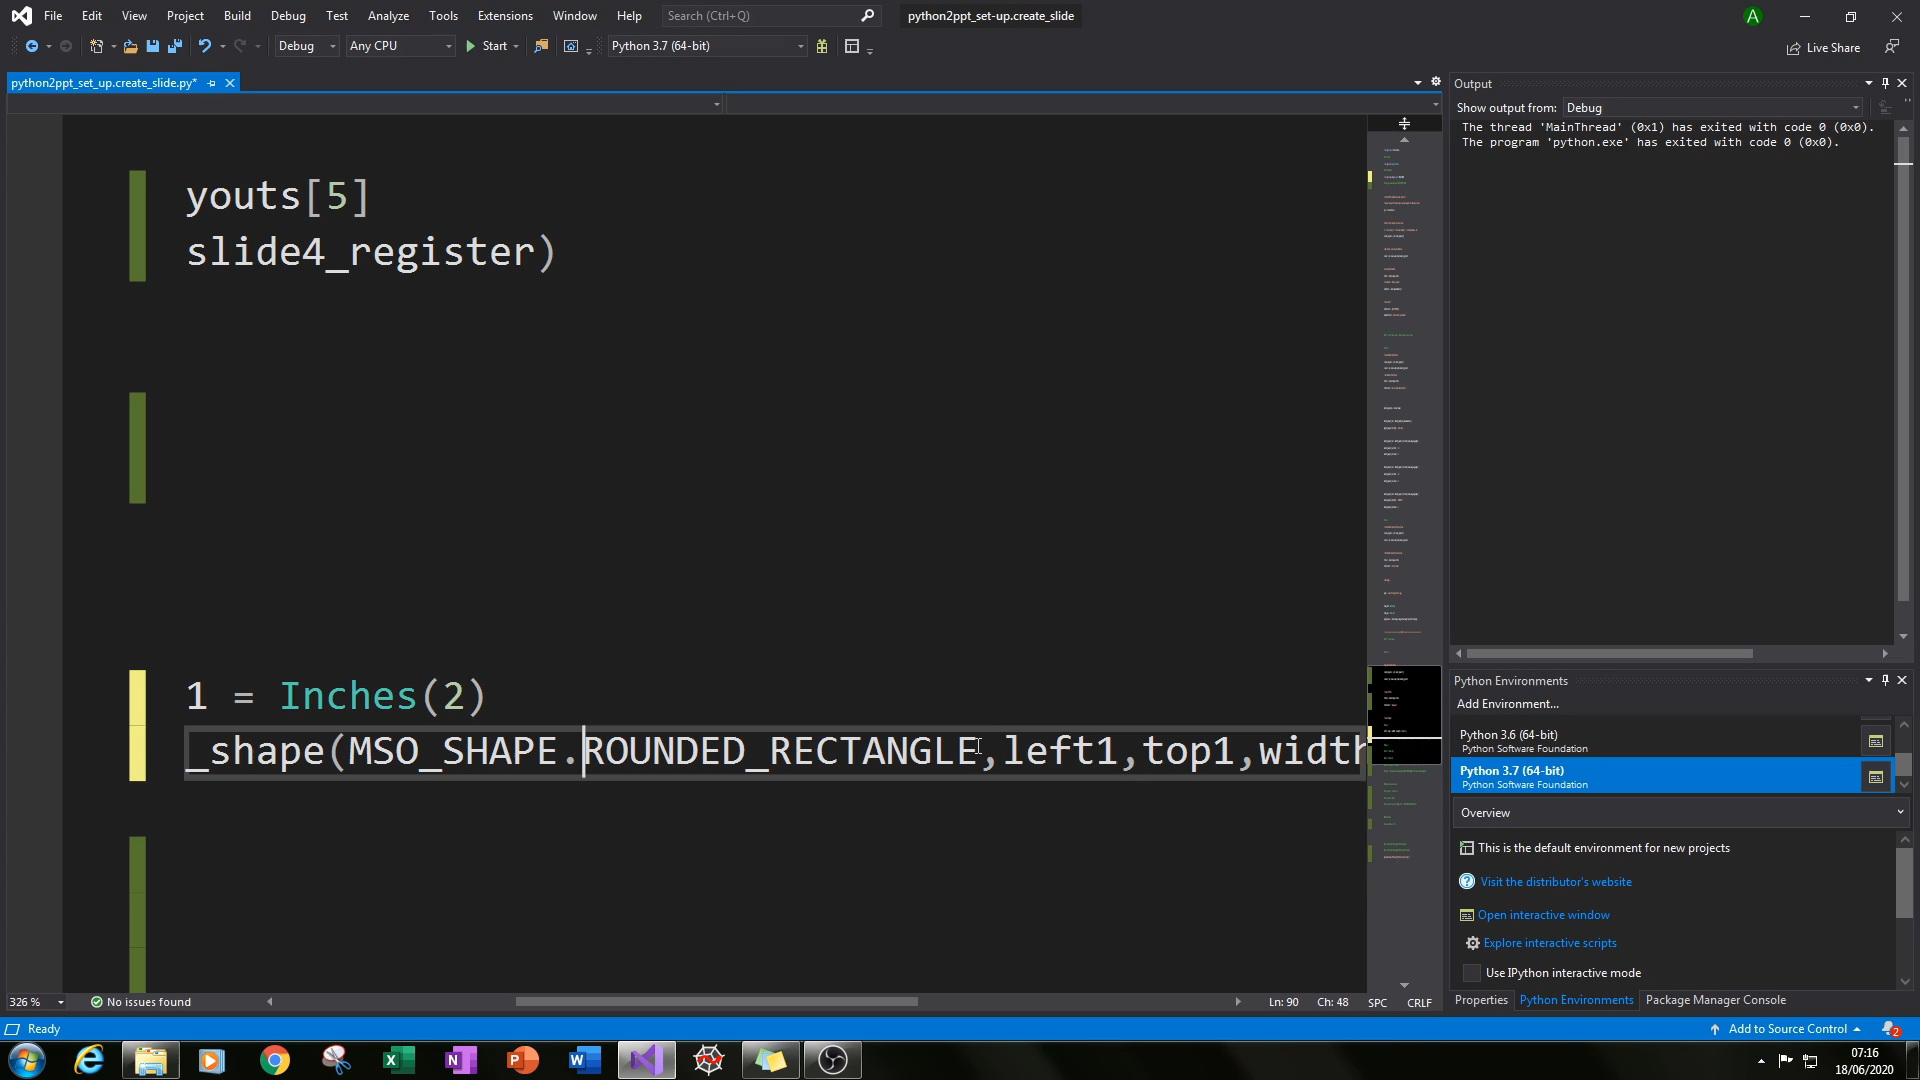 File Edit View Project Build Debug Test Analyze Tools Extensions Window Help Search (Ctrl+Q) python2ppt_set-up.create_slide A
Debug Any CPU Start Python 3.7 (64-bit) Live Share
python2ppt_set_up.create_slide.py*
youts[5]
slide4_register)
1 = Inches(2)
_shape(MSO_SHAPE.ROUNDED_RECTANGLE,left1,top1,width
326 % No issues found Ln: 90 Ch: 48 SPC CRLF
Output
Show output from: Debug
The thread 'MainThread' (0x1) has exited with code 0 (0x0).
The program 'python.exe' has exited with code 0 (0x0).
Python Environments
Add Environment...
Python 3.6 (64-bit)
Python Software Foundation
Python 3.7 (64-bit)
Python Software Foundation
Overview
This is the default environment for new projects
Visit the distributor's website
Open interactive window
Explore interactive scripts
Use IPython interactive mode
Properties Python Environments Package Manager Console
Ready Add to Source Control 2
07:16
18/06/2020